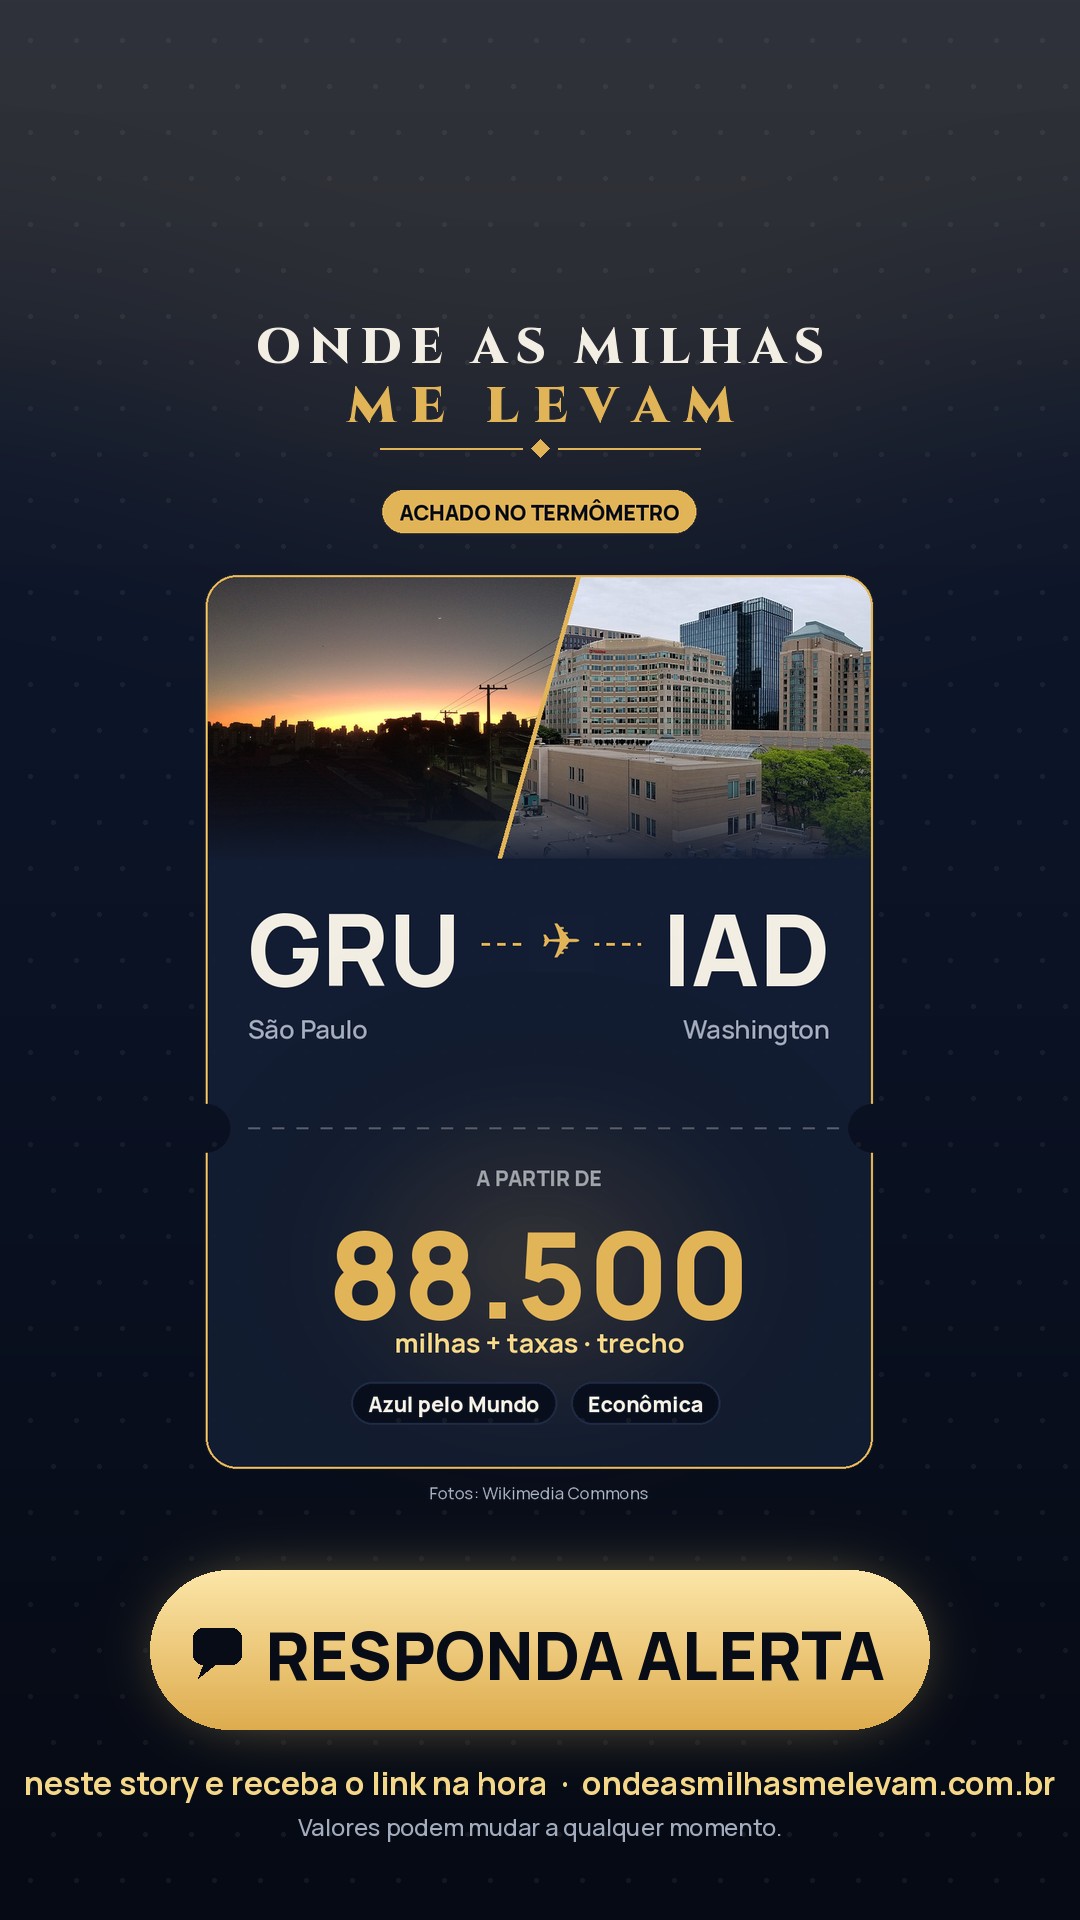 ONDE AS MILHAS
ME LEVAM
ACHADO NO TERMÔMETRO
GRU IAD
São Paulo Washington
A PARTIR DE
88.500
milhas + taxas · trecho
Azul pelo Mundo Econômica
Fotos: Wikimedia Commons
RESPONDA ALERTA
neste story e receba o link na hora · ondeasmilhasmelevam.com.br
Valores podem mudar a qualquer momento.